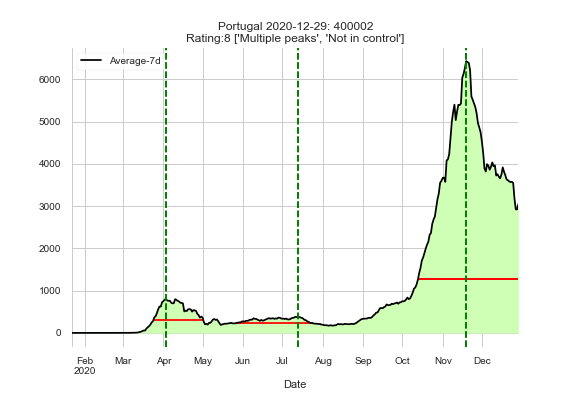 Portugal 2020-12-29: 400002
Rating:8 ['Multiple peaks', 'Not in control']
Average-7d
6000
5000
4000
3000
2000
1000
0
Feb Mar Apr May Jun Jul Aug Sep Oct Nov Dec
2020
Date